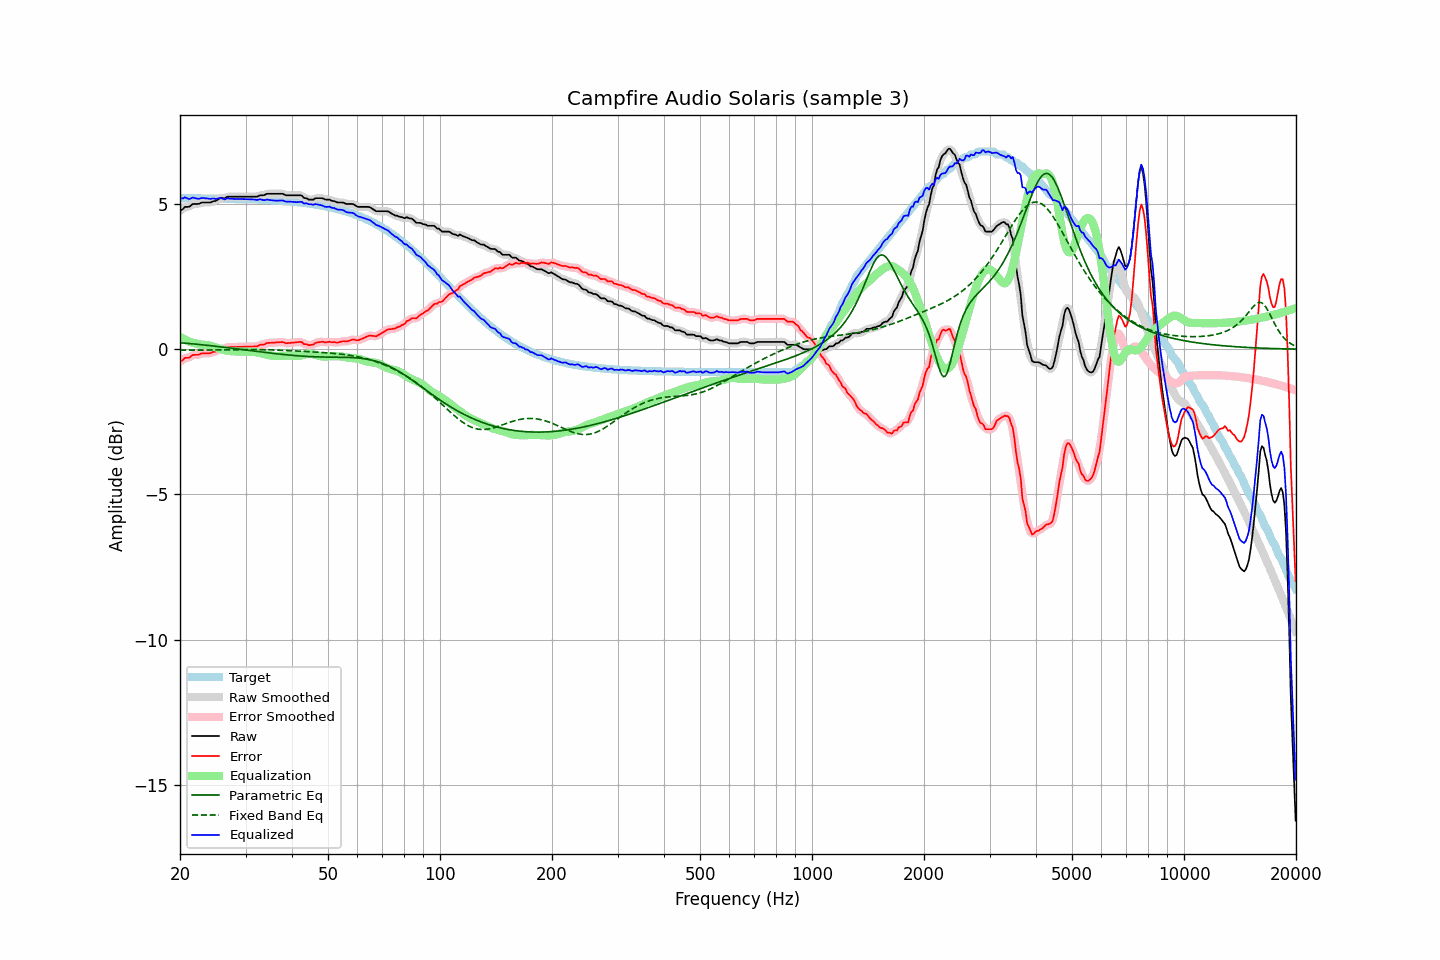 Campfire Audio Solaris (sample 3)
Amplitude (dBr)
5
0
−5
−10
−15
Target
Raw Smoothed
Error Smoothed
Raw
Error
Equalization
Parametric Eq
Fixed Band Eq
Equalized
20 50 100 200 500 1000 2000 5000 10000 20000
Frequency (Hz)